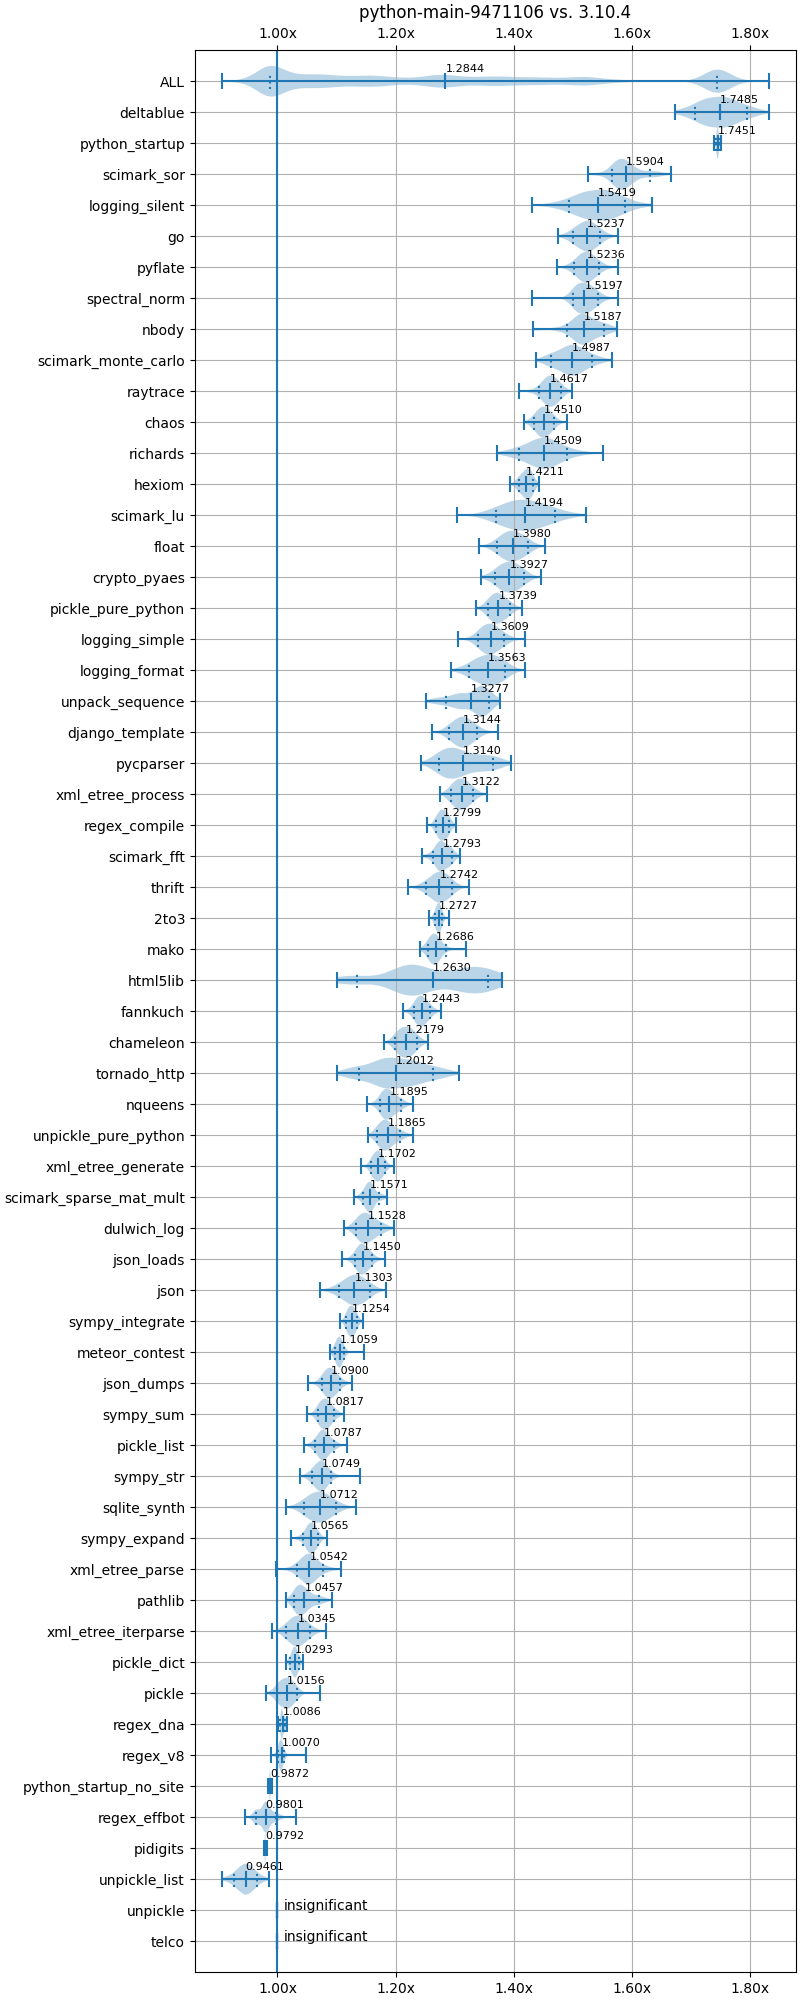 python-main-9471106 vs. 3.10.4
1.00x 1.20x 1.40x 1.60x 1.80x
ALL 1.2844
deltablue 1.7485
python_startup 1.7451
scimark_sor 1.5904
logging_silent 1.5419
go 1.5237
pyflate 1.5236
spectral_norm 1.5197
nbody 1.5187
scimark_monte_carlo 1.4987
raytrace 1.4617
chaos 1.4510
richards 1.4509
hexiom 1.4211
scimark_lu 1.4194
float 1.3980
crypto_pyaes 1.3927
pickle_pure_python 1.3739
logging_simple 1.3609
logging_format 1.3563
unpack_sequence 1.3277
django_template 1.3144
pycparser 1.3140
xml_etree_process 1.3122
regex_compile 1.2799
scimark_fft 1.2793
thrift 1.2742
2to3 1.2727
mako 1.2686
html5lib 1.2630
fannkuch 1.2443
chameleon 1.2179
tornado_http 1.2012
nqueens 1.1895
unpickle_pure_python 1.1865
xml_etree_generate 1.1702
scimark_sparse_mat_mult 1.1571
dulwich_log 1.1528
json_loads 1.1450
json 1.1303
sympy_integrate 1.1254
meteor_contest 1.1059
json_dumps 1.0900
sympy_sum 1.0817
pickle_list 1.0787
sympy_str 1.0749
sqlite_synth 1.0712
sympy_expand 1.0565
xml_etree_parse 1.0542
pathlib 1.0457
xml_etree_iterparse 1.0345
pickle_dict 1.0293
pickle 1.0156
regex_dna 1.0086
regex_v8 1.0070
python_startup_no_site 0.9872
regex_effbot 0.9801
pidigits 0.9792
unpickle_list 0.9461
unpickle insignificant
telco insignificant
1.00x 1.20x 1.40x 1.60x 1.80x